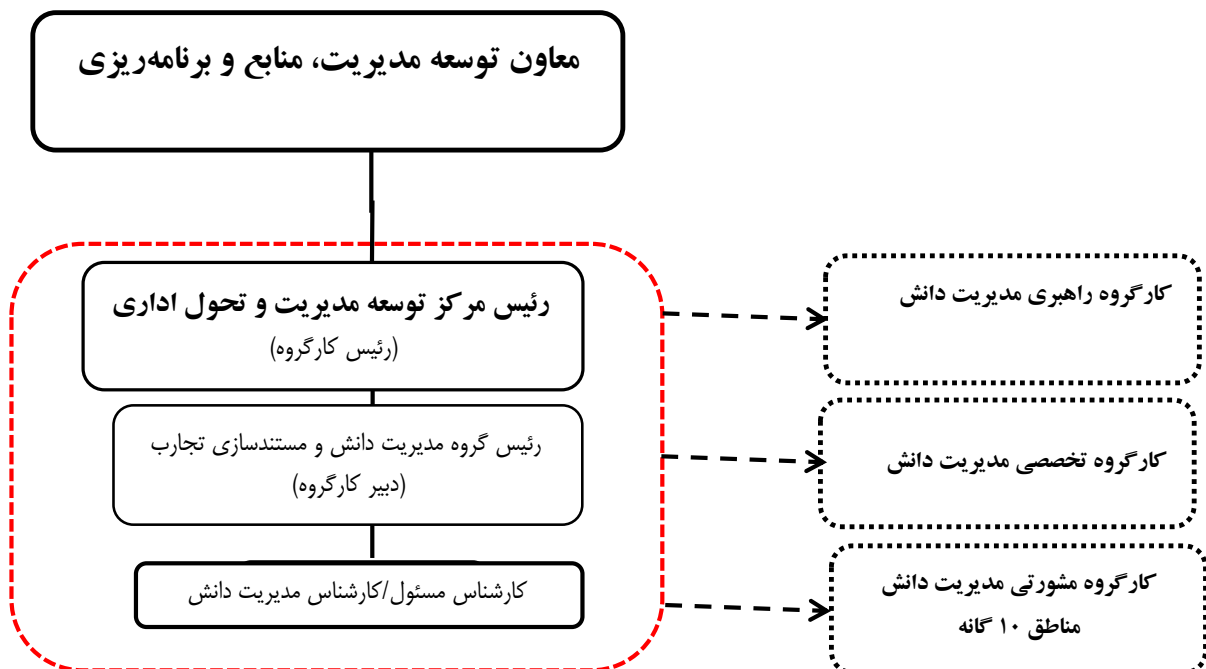 معاون توسعه مدیریت، منابع و برنامه‌ریزی
رئیس مرکز توسعه مدیریت و تحول اداری
(رئیس کارگروه)
رئیس گروه مدیریت دانش و مستندسازی تجارب
(دبیر کارگروه)
کارشناس مسئول/کارشناس مدیریت دانش
کارگروه راهبری مدیریت دانش
کارگروه تخصصی مدیریت دانش
کارگروه مشورتی مدیریت دانش
مناطق ۱۰ گانه